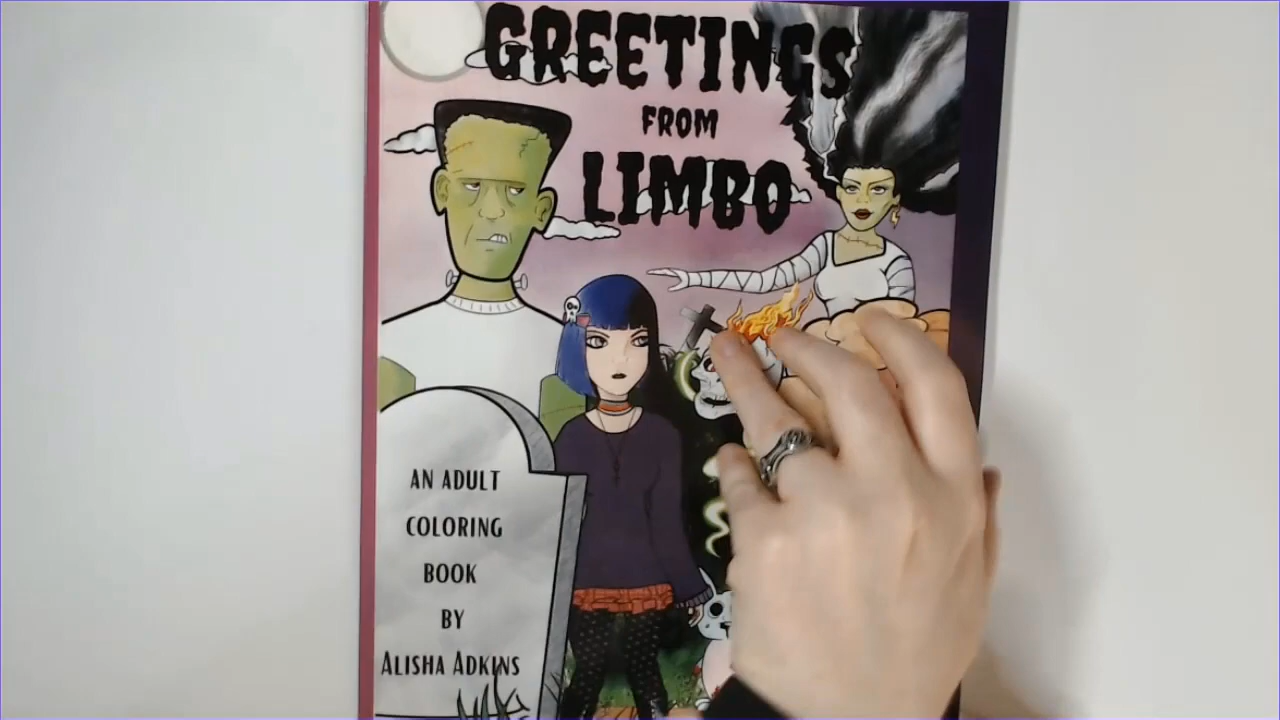 GREETINGS
FROM
LIMBO
AN ADULT
COLORING
BOOK
BY
ALISHA ADKINS